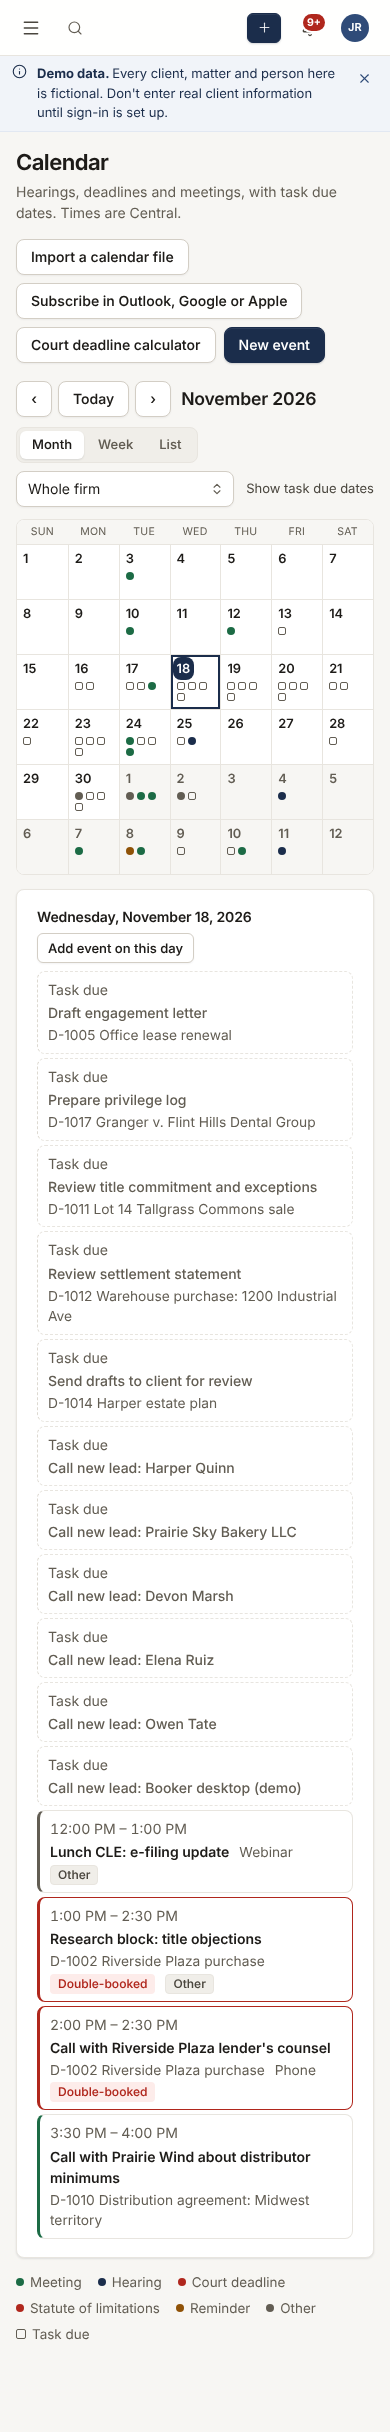 9+
JR
Demo data. Every client, matter and person here
is fictional. Don't enter real client information
until sign-in is set up.
Calendar
Hearings, deadlines and meetings, with task due
dates. Times are Central.
Import a calendar file
Subscribe in Outlook, Google or Apple
Court deadline calculator New event
‹ Today › November 2026
Month Week List
Whole firm Show task due dates
SUN MON TUE WED THU FRI SAT
1 2 3 4 5 6 7
8 9 10 11 12 13 14
15 16 17 18 19 20 21
22 23 24 25 26 27 28
29 30 1 2 3 4 5
6 7 8 9 10 11 12
Wednesday, November 18, 2026
Add event on this day
Task due
Draft engagement letter
D-1005 Office lease renewal
Task due
Prepare privilege log
D-1017 Granger v. Flint Hills Dental Group
Task due
Review title commitment and exceptions
D-1011 Lot 14 Tallgrass Commons sale
Task due
Review settlement statement
D-1012 Warehouse purchase: 1200 Industrial
Ave
Task due
Send drafts to client for review
D-1014 Harper estate plan
Task due
Call new lead: Harper Quinn
Task due
Call new lead: Prairie Sky Bakery LLC
Task due
Call new lead: Devon Marsh
Task due
Call new lead: Elena Ruiz
Task due
Call new lead: Owen Tate
Task due
Call new lead: Booker desktop (demo)
12:00 PM – 1:00 PM
Lunch CLE: e-filing update Webinar
Other
1:00 PM – 2:30 PM
Research block: title objections
D-1002 Riverside Plaza purchase
Double-booked Other
2:00 PM – 2:30 PM
Call with Riverside Plaza lender's counsel
D-1002 Riverside Plaza purchase Phone
Double-booked
3:30 PM – 4:00 PM
Call with Prairie Wind about distributor
minimums
D-1010 Distribution agreement: Midwest
territory
Meeting Hearing Court deadline
Statute of limitations Reminder Other
Task due